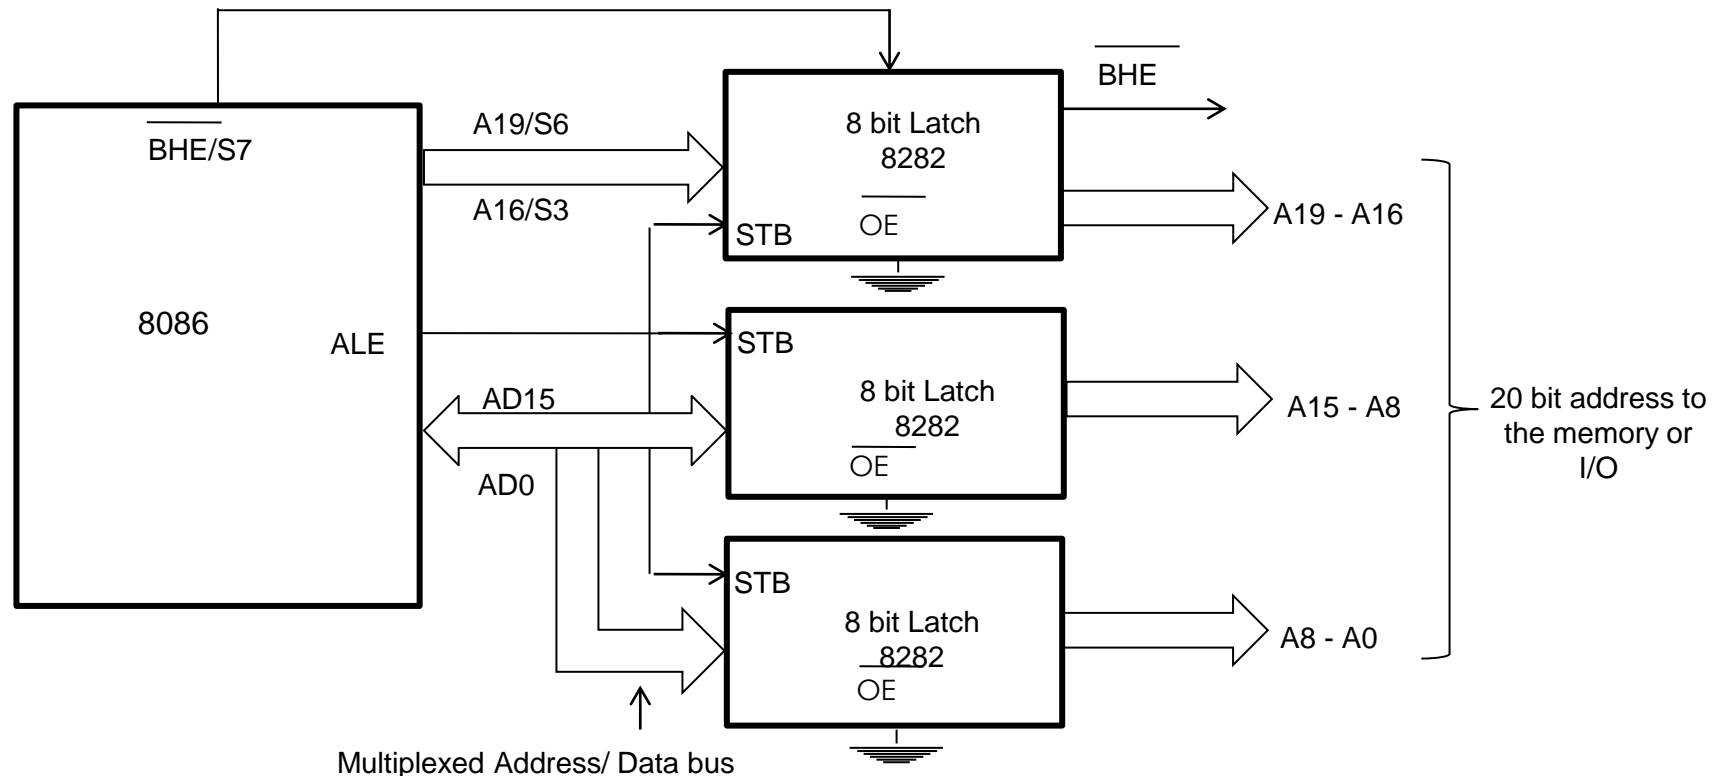 BHE
BHE/S7
A19/S6
A16/S3
8 bit Latch
8282
OE
STB
A19 - A16
8086
ALE
STB
8 bit Latch
8282
OE
AD15
AD0
A15 - A8
20 bit address to
the memory or
I/O
STB
8 bit Latch
8282
OE
A8 - A0
Multiplexed Address/ Data bus